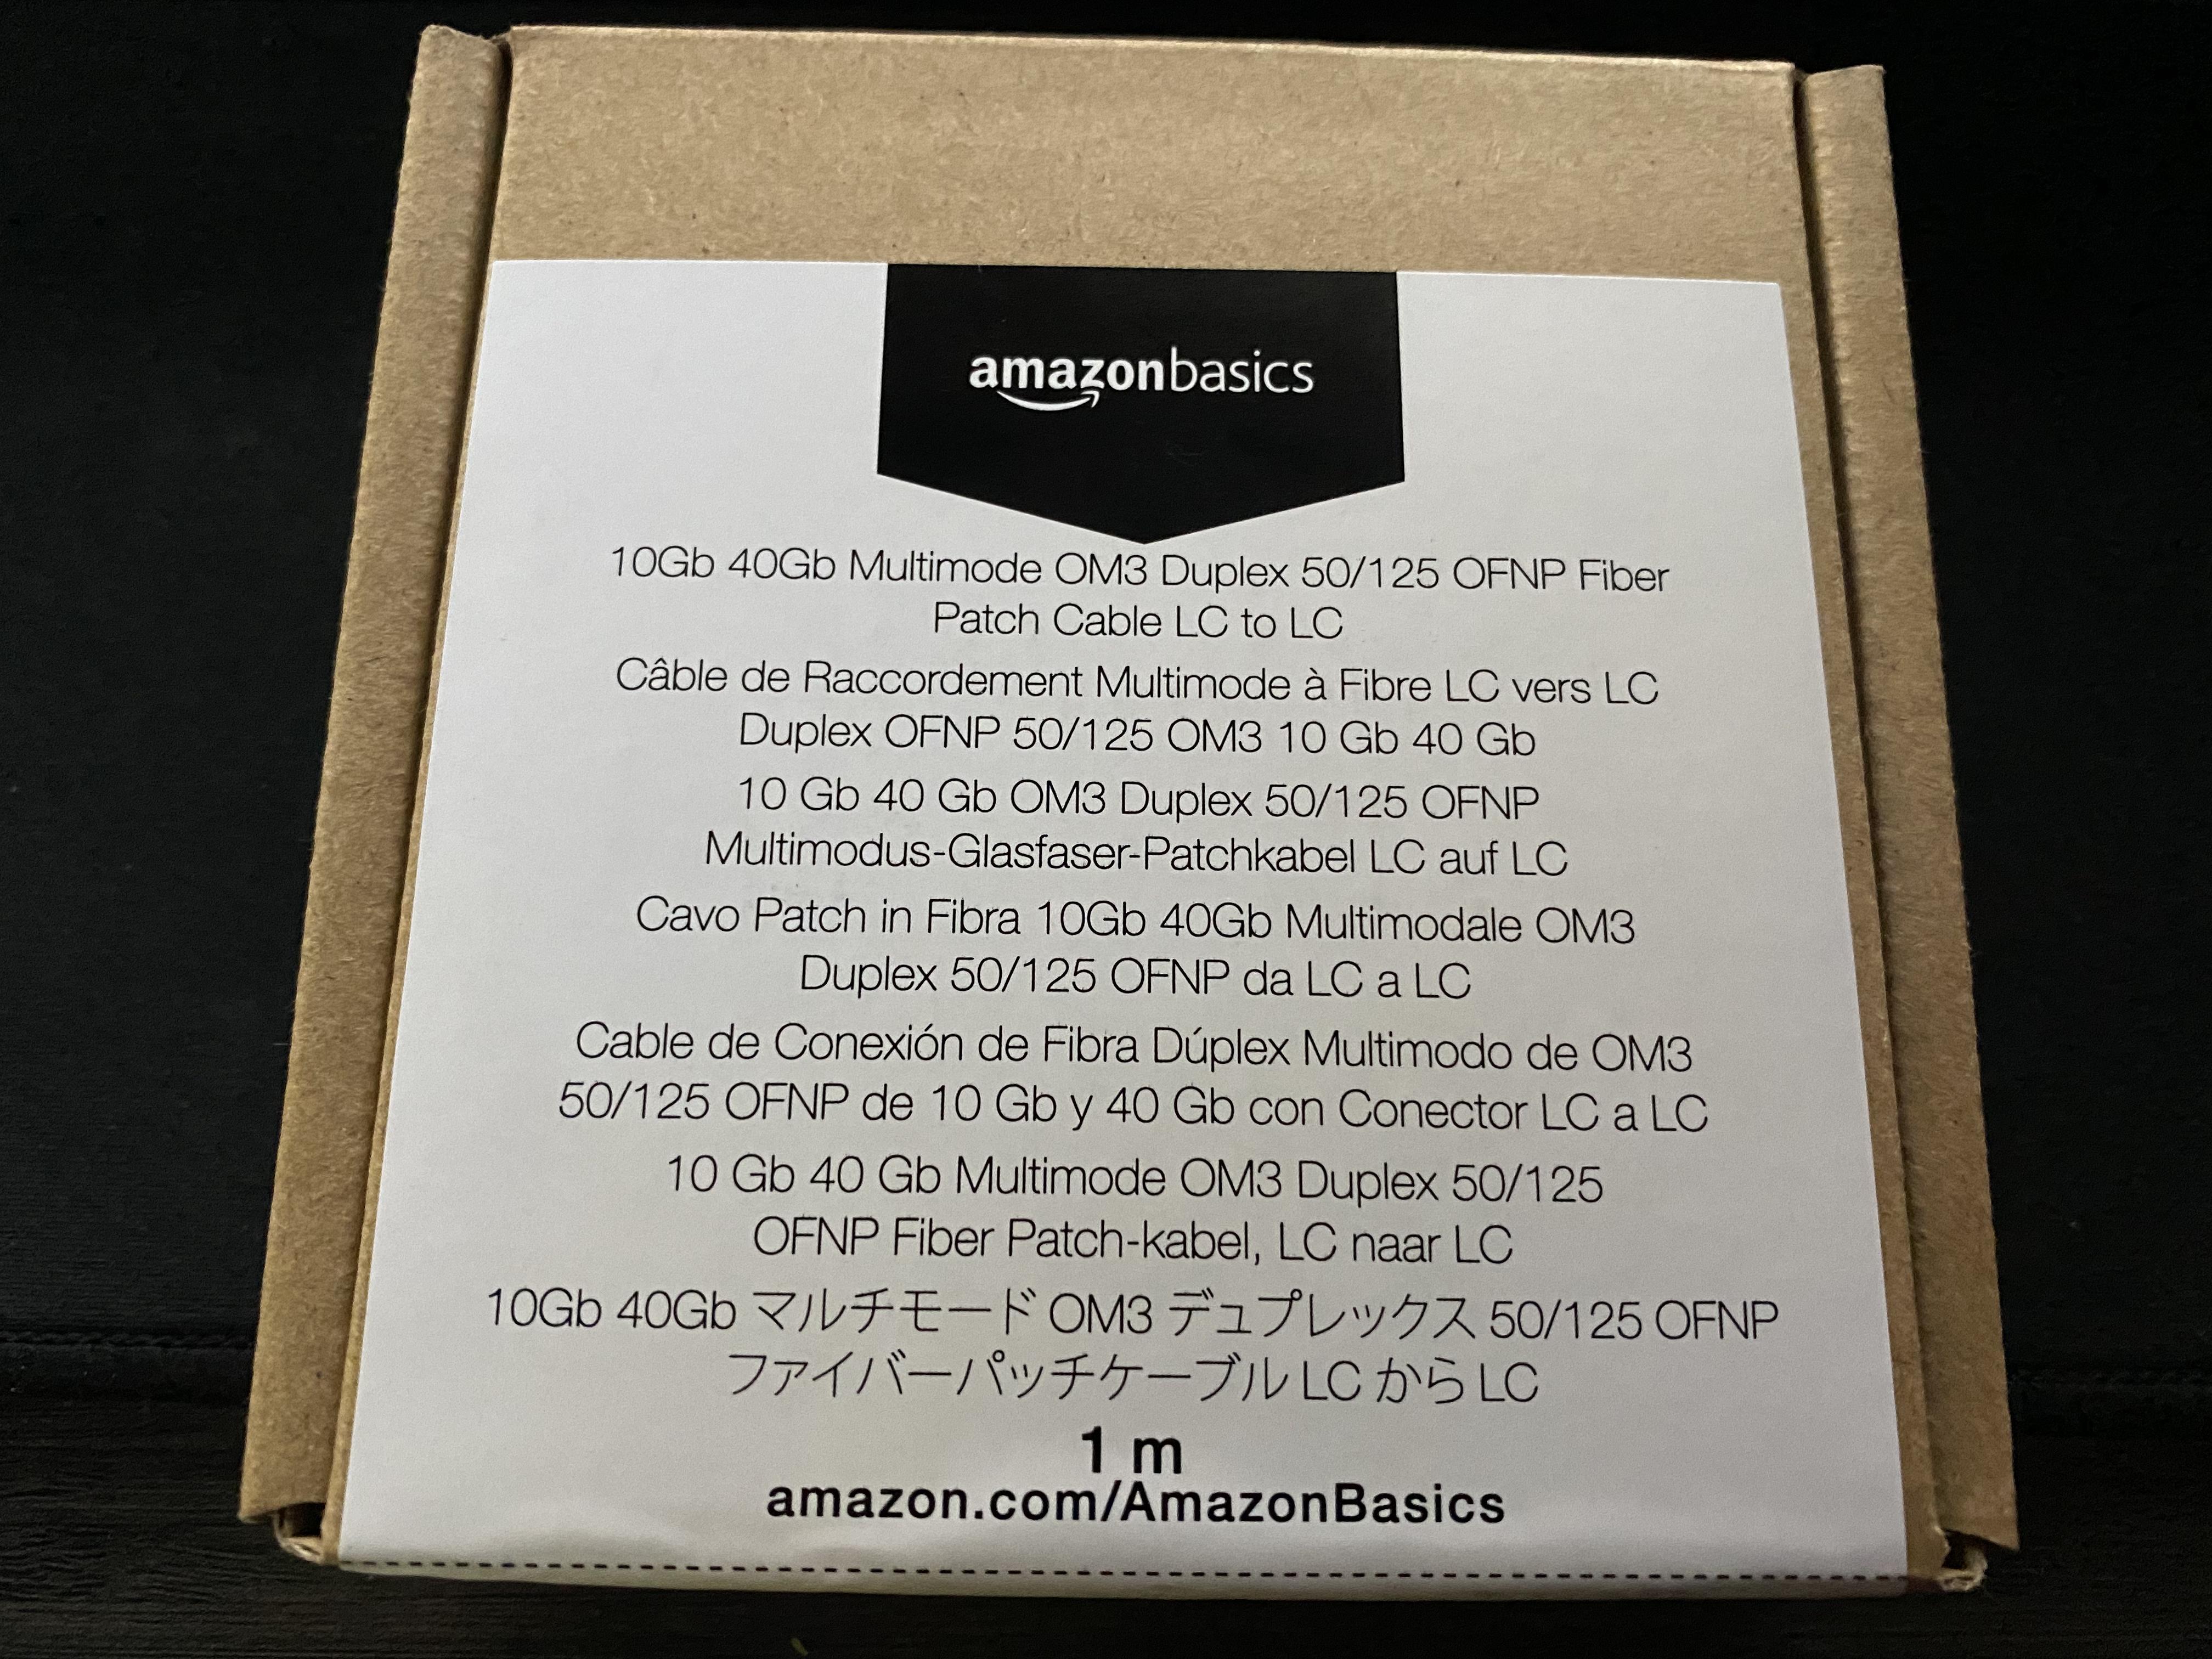 amazonbasics
10Gb 40Gb Multimode OM3 Duplex 50/125 OFNP Fiber
Patch Cable LC to LC
Câble de Raccordement Multimode à Fibre LC vers LC
Duplex OFNP 50/125 OM3 10 Gb 40 Gb
10 Gb 40 Gb OM3 Duplex 50/125 OFNP
Multimodus-Glasfaser-Patchkabel LC auf LC
Cavo Patch in Fibra 10Gb 40Gb Multimodale OM3
Duplex 50/125 OFNP da LC a LC
Cable de Conexión de Fibra Dúplex Multimodo de OM3
50/125 OFNP de 10 Gb y 40 Gb con Conector LC a LC
10 Gb 40 Gb Multimode OM3 Duplex 50/125
OFNP Fiber Patch-kabel, LC naar LC
10Gb 40Gb マルチモード OM3 デュプレックス 50/125 OFNP
ファイバーパッチケーブル LC から LC
1 m
amazon.com/AmazonBasics